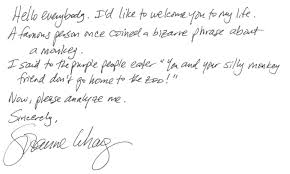 Hello everybody. I'd like to welcome you to my life.
A famous person once coined a bizarre phrase about
a monkey.
I said to the purple people eater "You and your silly monkey
friend don't go home to the zoo!"
Now, please analyze me.
Sincerely,